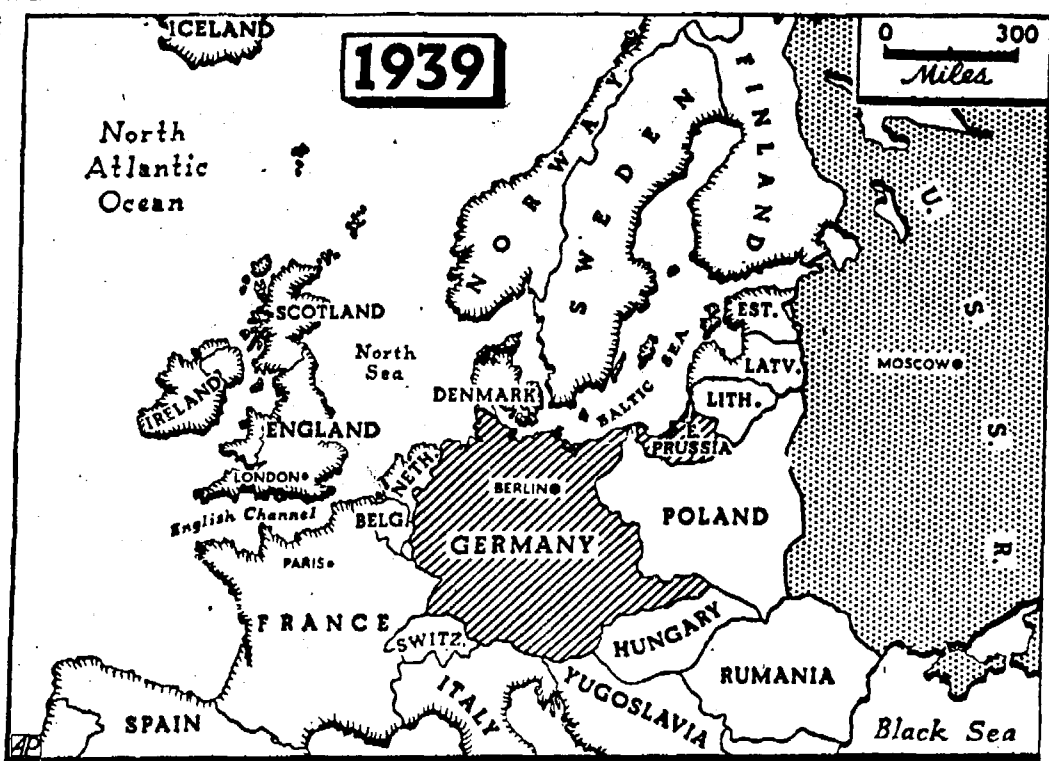 ICELAND
1939
0 300
Miles
North
Atlantic
Ocean
NORWAY
SWEDEN
FINLAND
U. S. S. R.
SCOTLAND
North
Sea
IRELAND
ENGLAND
LONDON
English Channel
DENMARK
BALTIC SEA
EST.
LATV.
LITH.
E.
PRUSSIA
MOSCOW
NETH.
BELG.
BERLIN
GERMANY
POLAND
PARIS
FRANCE
SWITZ.
HUNGARY
RUMANIA
ITALY
YUGOSLAVIA
SPAIN
Black Sea
AP